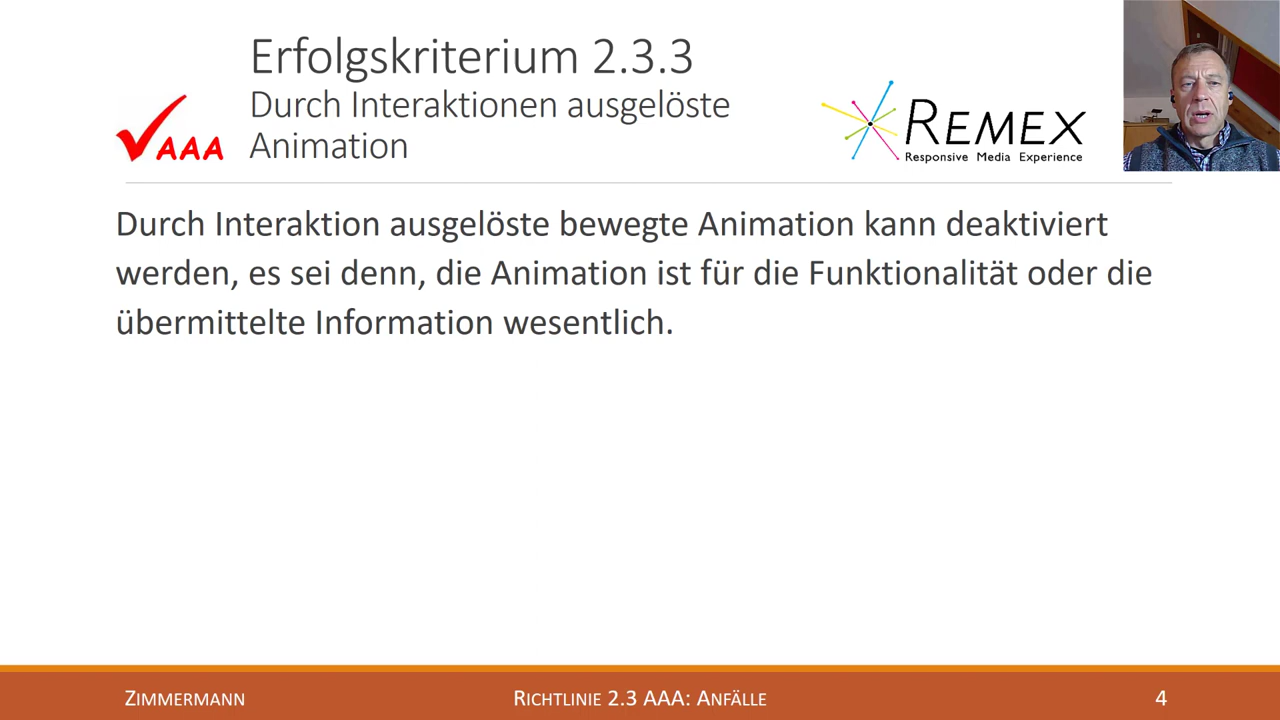 Erfolgskriterium 2.3.3
Durch Interaktionen ausgelöste
Animation
AAA
REMEX
Responsive Media Experience
Durch Interaktion ausgelöste bewegte Animation kann deaktiviert
werden, es sei denn, die Animation ist für die Funktionalität oder die
übermittelte Information wesentlich.
ZIMMERMANN
RICHTLINIE 2.3 AAA: ANFÄLLE
4